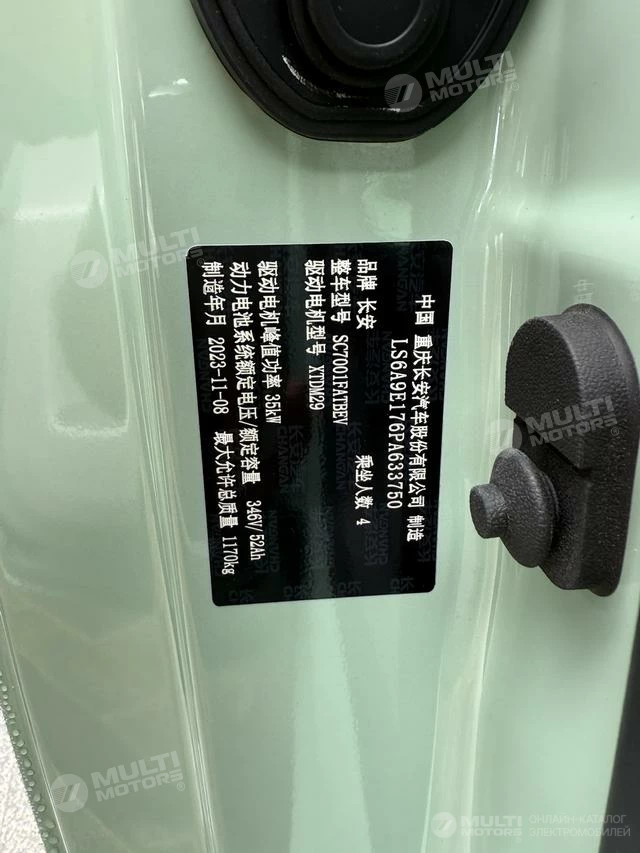 中国 重庆长安汽车股份有限公司 制造
LS6A9E176PA633750
品牌 长安
整车型号 SC7001FATBEV 乘坐人数 4
驱动电机型号 XTDM29
驱动电机峰值功率 35kW
动力电池系统额定电压/额定容量 346V/52Ah
制造年月 2023-11-08 最大允许总质量 1170kg
MULTI MOTORS
MULTI MOTORS
MULTI MOTORS
MULTI MOTORS
MULTI MOTORS ОНЛАЙН-КАТАЛОГ ЭЛЕКТРОМОБИЛЕЙ